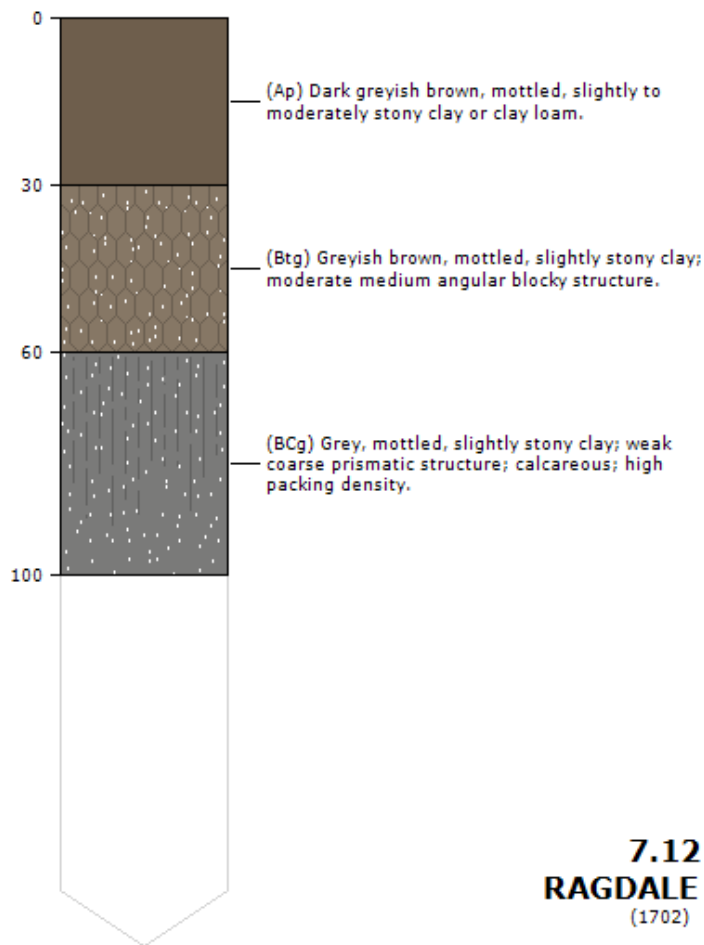 0
(Ap) Dark greyish brown, mottled, slightly to
moderately stony clay or clay loam.
30
(Btg) Greyish brown, mottled, slightly stony clay;
moderate medium angular blocky structure.
60
(BCg) Grey, mottled, slightly stony clay; weak
coarse prismatic structure; calcareous; high
packing density.
100
7.12
RAGDALE
(1702)